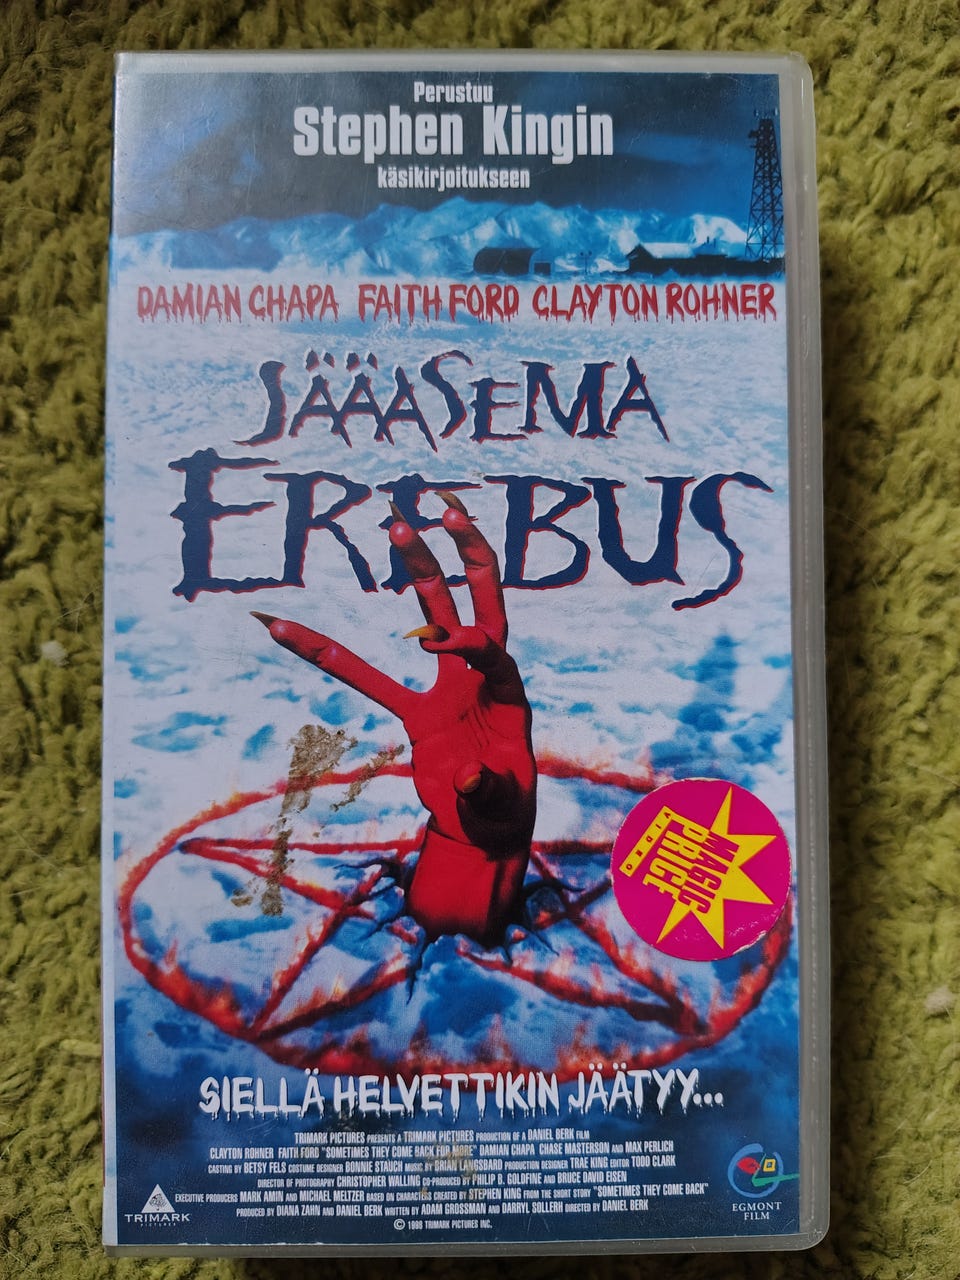 Perustuu
Stephen Kingin
käsikirjoitukseen
DAMIAN CHAPA FAITH FORD CLAYTON ROHNER
JÄÄASEMA
EREBUS
MAGIC
PRICE
VIDEO
SIELLÄ HELVETTIKIN JÄÄTYY...
TRIMARK PICTURES PRESENTS A TRIMARK PICTURES PRODUCTION OF A DANIEL BERK FILM
CLAYTON ROHNER FAITH FORD "SOMETIMES THEY COME BACK FOR MORE" DAMIAN CHAPA CHASE MASTERSON AND MAX PERLICH
CASTING BY BETSY FELS COSTUME DESIGNER BONNIE STAUCH MUSIC BY BRIAN LANGSBARD PRODUCTION DESIGNER TRAE KING EDITOR TODD CLARK
DIRECTOR OF PHOTOGRAPHY CHRISTOPHER WALLING CO-PRODUCED BY PHILIP B. GOLDFINE AND BRUCE DAVID EISEN
EXECUTIVE PRODUCERS MARK AMIN AND MICHAEL MELTZER BASED ON CHARACTERS CREATED BY STEPHEN KING FROM THE SHORT STORY "SOMETIMES THEY COME BACK"
PRODUCED BY DIANA ZAHN AND DANIEL BERK WRITTEN BY ADAM GROSSMAN AND DARRYL SOLLERH DIRECTED BY DANIEL BERK
© 1998 TRIMARK PICTURES INC.
TRIMARK
PICTURES
EGMONT
FILM